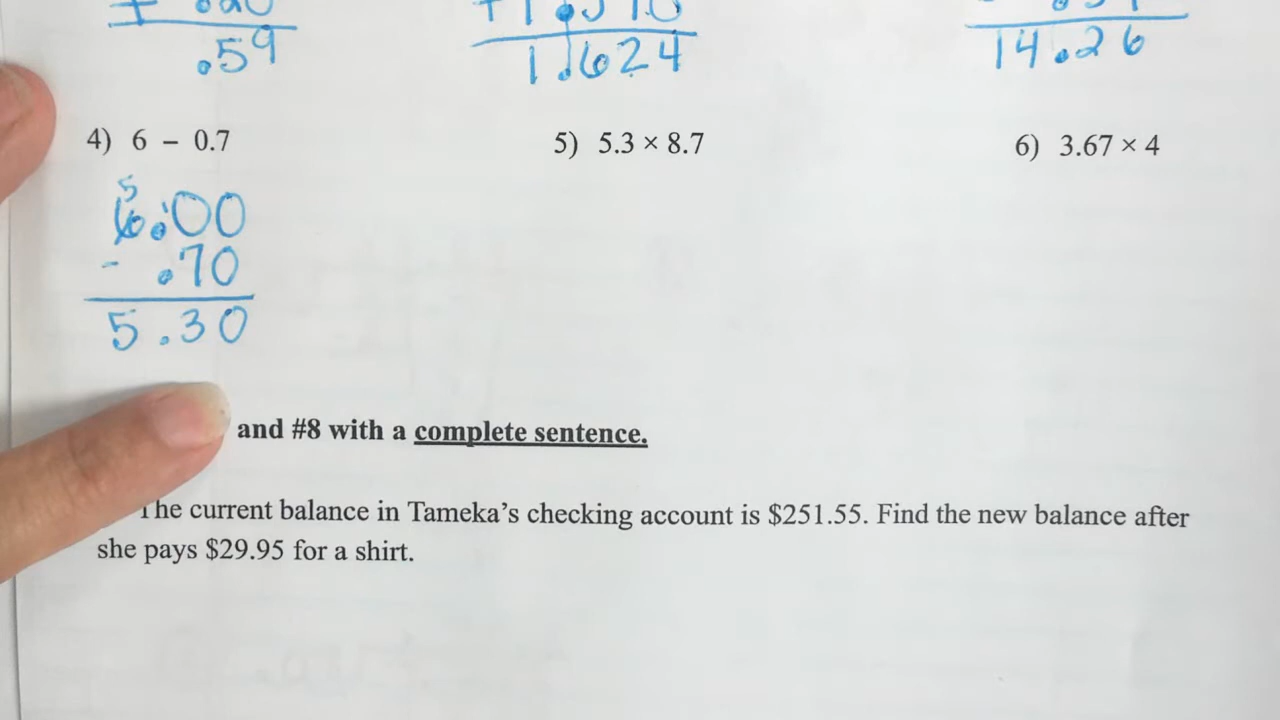 .59 1.624 14.26
4) 6 – 0.7 5) 5.3 × 8.7 6) 3.67 × 4
5
6.'00
- .70
5.30
and #8 with a complete sentence.
The current balance in Tameka’s checking account is $251.55. Find the new balance after
she pays $29.95 for a shirt.